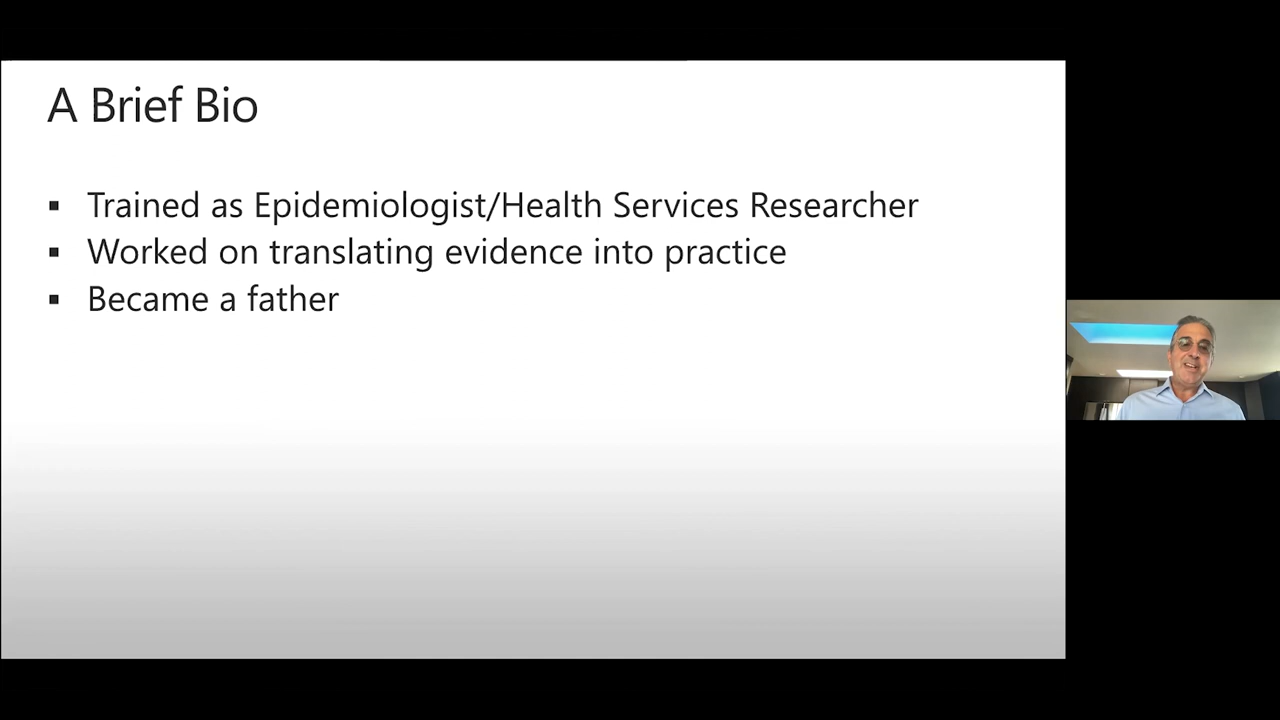 A Brief Bio
▪ Trained as Epidemiologist/Health Services Researcher
▪ Worked on translating evidence into practice
▪ Became a father